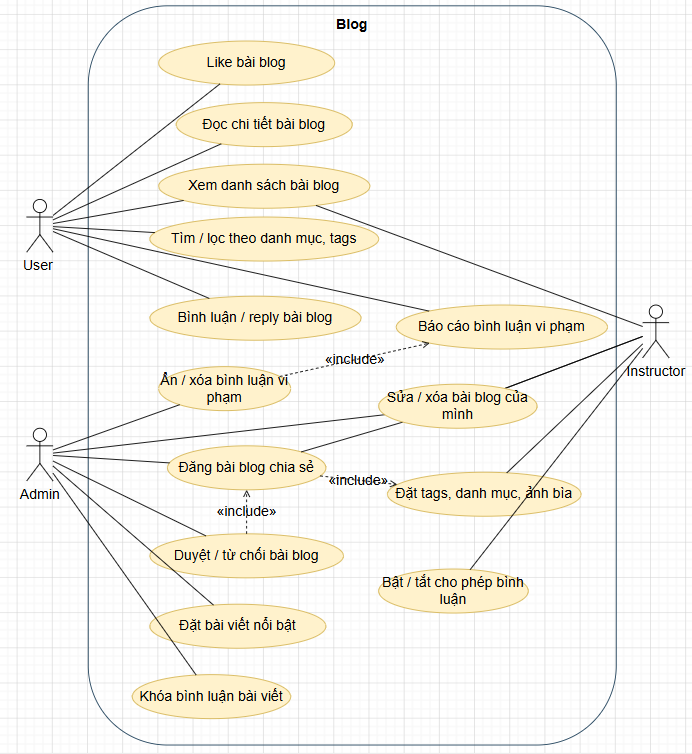 Blog
Like bài blog
Đọc chi tiết bài blog
Xem danh sách bài blog
Tìm / lọc theo danh mục, tags
User
Bình luận / reply bài blog
Báo cáo bình luận vi phạm
«include»
Instructor
Ẩn / xóa bình luận vi
phạm
Sửa / xóa bài blog của
mình
Admin
Đăng bài blog chia sẻ
«include»
Đặt tags, danh mục, ảnh bìa
«include»
Duyệt / từ chối bài blog
Bật / tắt cho phép bình
luận
Đặt bài viết nổi bật
Khóa bình luận bài viết